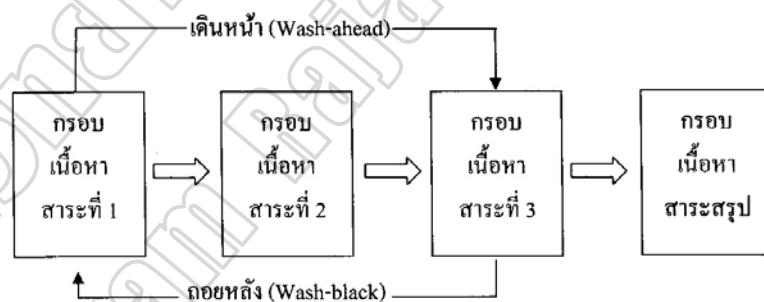 เดินหน้า (Wash-ahead)
กรอบ
เนื้อหา
สาระที่ 1
กรอบ
เนื้อหา
สาระที่ 2
กรอบ
เนื้อหา
สาระที่ 3
กรอบ
เนื้อหา
สาระสรุป
ถอยหลัง (Wash-black)